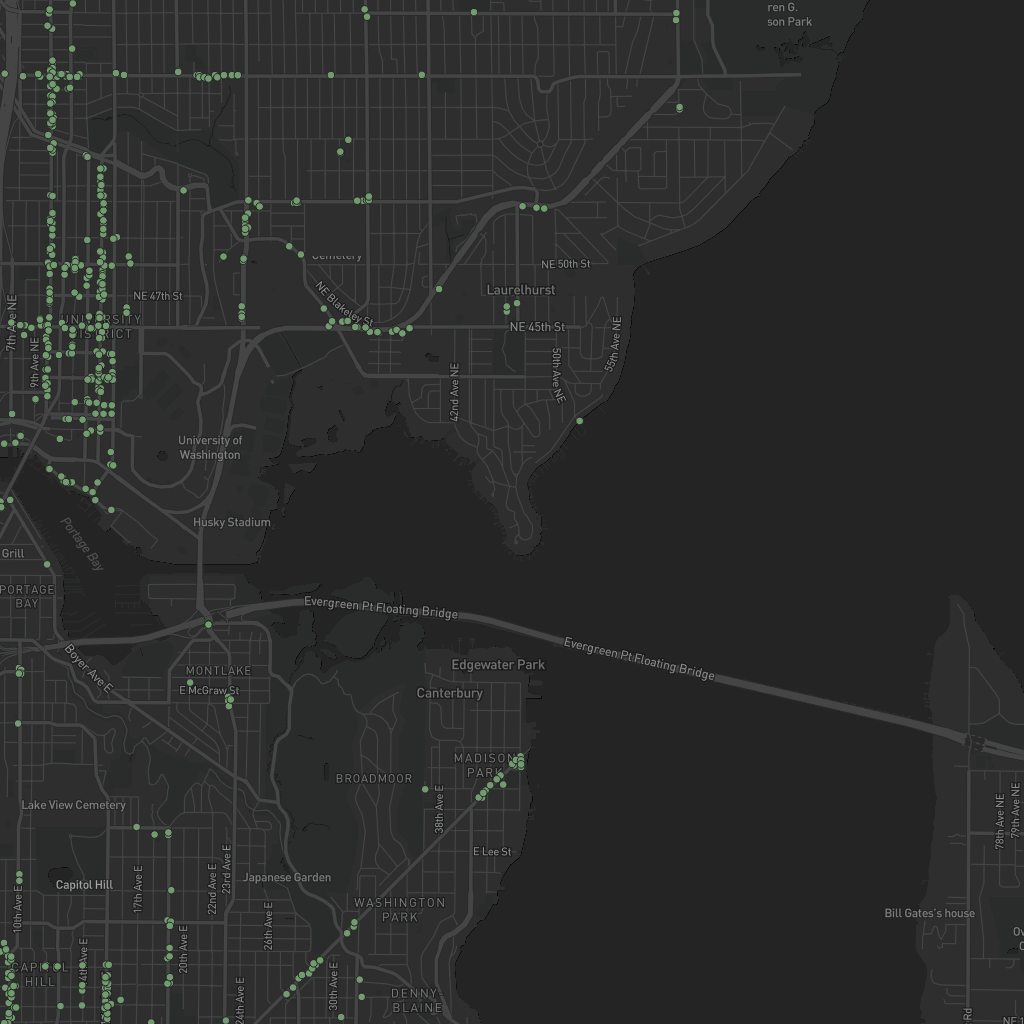 ren G.
son Park
Cemetery
NE 50th St
NE 47th St
NE Blakeley St
Laurelhurst
7th Ave NE
UNIVERSITY
DISTRICT
NE 45th St
9th Ave NE
50th Ave NE
55th Ave NE
42nd Ave NE
University of
Washington
Husky Stadium
Portage Bay
Grill
PORTAGE
BAY
Evergreen Pt Floating Bridge
Evergreen Pt Floating Bridge
Boyer Ave E
MONTLAKE
E McGraw St
Edgewater Park
Canterbury
MADISON
PARK
BROADMOOR
Lake View Cemetery
38th Ave E
78th Ave NE
79th Ave NE
E Lee St
Capitol Hill
17th Ave E
22nd Ave E
23rd Ave E
Japanese Garden
10th Ave E
WASHINGTON
PARK
26th Ave E
20th Ave E
Bill Gates's house
Ov
C
CAPITOL
HILL
4th Ave E
24th Ave E
30th Ave E
DENNY
BLAINE
Rd
NE 1